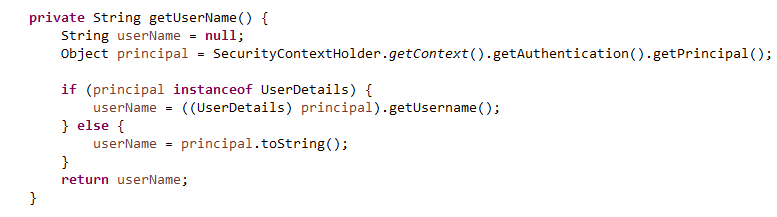 private String getUserName() {
String userName = null;
Object principal = SecurityContextHolder.getContext().getAuthentication().getPrincipal();
if (principal instanceof UserDetails) {
userName = ((UserDetails) principal).getUsername();
} else {
userName = principal.toString();
}
return userName;
}